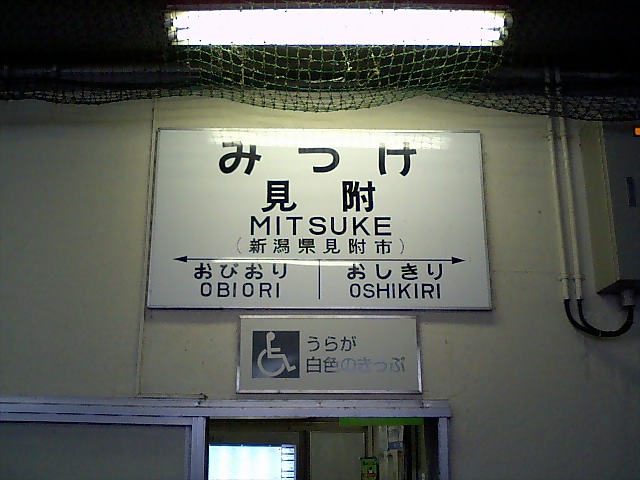 みつけ
見附
MITSUKE
(新潟県見附市)
おびおり おしきり
OBIORI OSHIKIRI
うらが
白色のきっぷ